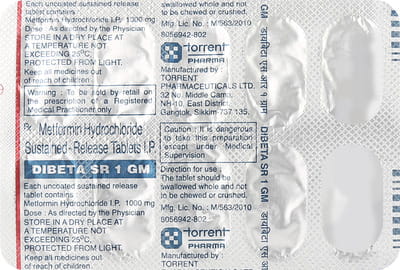 Each uncoated sustained release
tablet contains
Metformin Hydrochloride I.P. 1000 mg
Dose : As directed by the Physician
STORE IN A DRY PLACE AT
A TEMPERATURE NOT
EXCEEDING 25°C,
PROTECTED FROM LIGHT.
Keep all medicines out
of reach of children.
Warning : To be sold by retail on
the prescription of a Registered
Medical Practitioner only
Rx Metformin Hydrochloride
Sustained - Release Tablets I.P.
DIBETA SR 1 GM
Each uncoated sustained release
tablet contains
Metformin Hydrochloride I.P. 1000 mg
Dose : As directed by the Physician
STORE IN A DRY PLACE AT
A TEMPERATURE NOT
EXCEEDING 25°C,
PROTECTED FROM LIGHT.
Keep all medicines out
of reach of children.
swallowed whole and not
to be chewed or crushed.
Mfg. Lic. No. : M/563/2010
8056942-802
torrent
PHARMA
Manufactured by :
TORRENT
PHARMACEUTICALS LTD.
32 No. Middle Camp,
NH-10, East District,
Gangtok, Sikkim-737 135.
Caution : It is dangerous
to take this preparation
except under Medical
Supervision
Direction for use :
The tablet should be
swallowed whole and not
to be chewed or crushed.
Mfg. Lic. No. : M/563/2010
8056942-802
torrent
PHARMA
Manufactured by :
TORRENT
GM
डायबीटा एस आर 1 ग्राम
DIBETA SR 1 GM